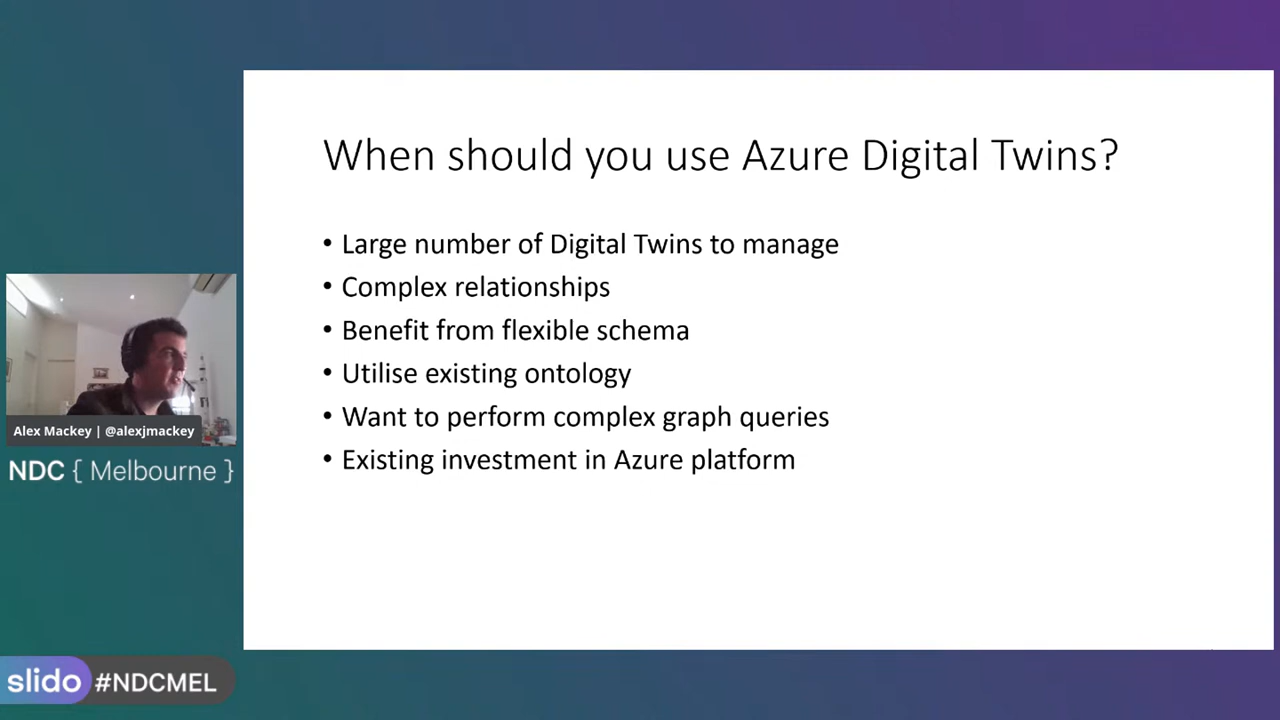 When should you use Azure Digital Twins?
• Large number of Digital Twins to manage
• Complex relationships
• Benefit from flexible schema
• Utilise existing ontology
• Want to perform complex graph queries
• Existing investment in Azure platform
Alex Mackey | @alexjmackey
NDC { Melbourne }
slido #NDCMEL